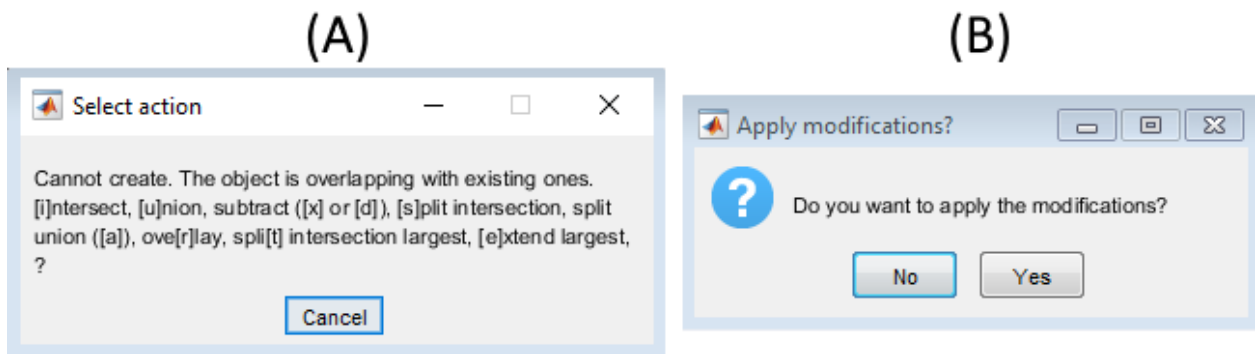 (A)
Select action
Cannot create. The object is overlapping with existing ones.
[i]ntersect, [u]nion, subtract ([x] or [d]), [s]plit intersection, split
union ([a]), ove[r]lay, spli[t] intersection largest, [e]xtend largest,
?
Cancel
(B)
Apply modifications?
Do you want to apply the modifications?
No
Yes